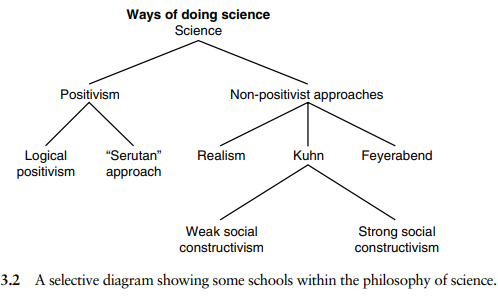 Ways of doing science
Science
Positivism Non-positivist approaches
Logical positivism “Serutan” approach Realism Kuhn Feyerabend
Weak social constructivism Strong social constructivism
3.2 A selective diagram showing some schools within the philosophy of science.